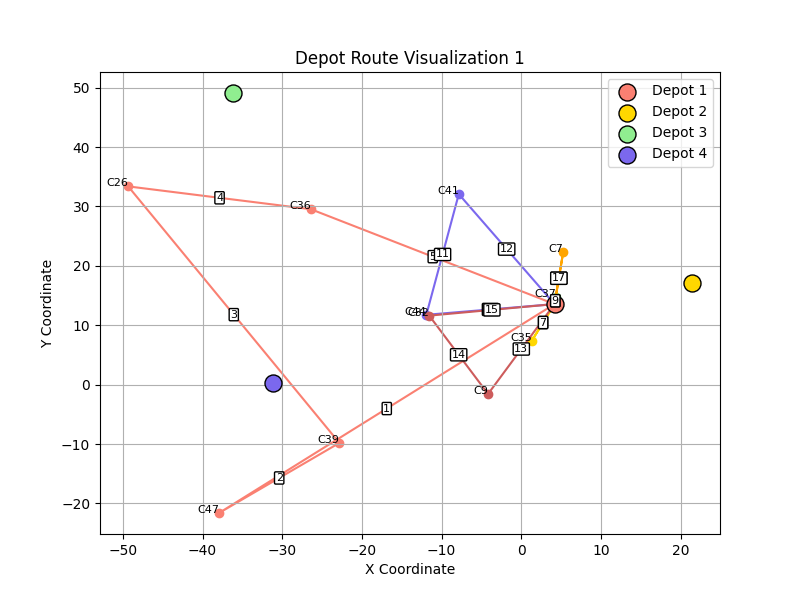 Depot Route Visualization 1
Depot 1
Depot 2
Depot 3
Depot 4
Y Coordinate
50
40
30
20
10
0
−10
−20
−50
−40
−30
−20
−10
0
10
20
X Coordinate
C26
4
C36
C41
12
11
C7
17
C37
9
15
7
C35
13
14
C9
3
1
C39
2
C47